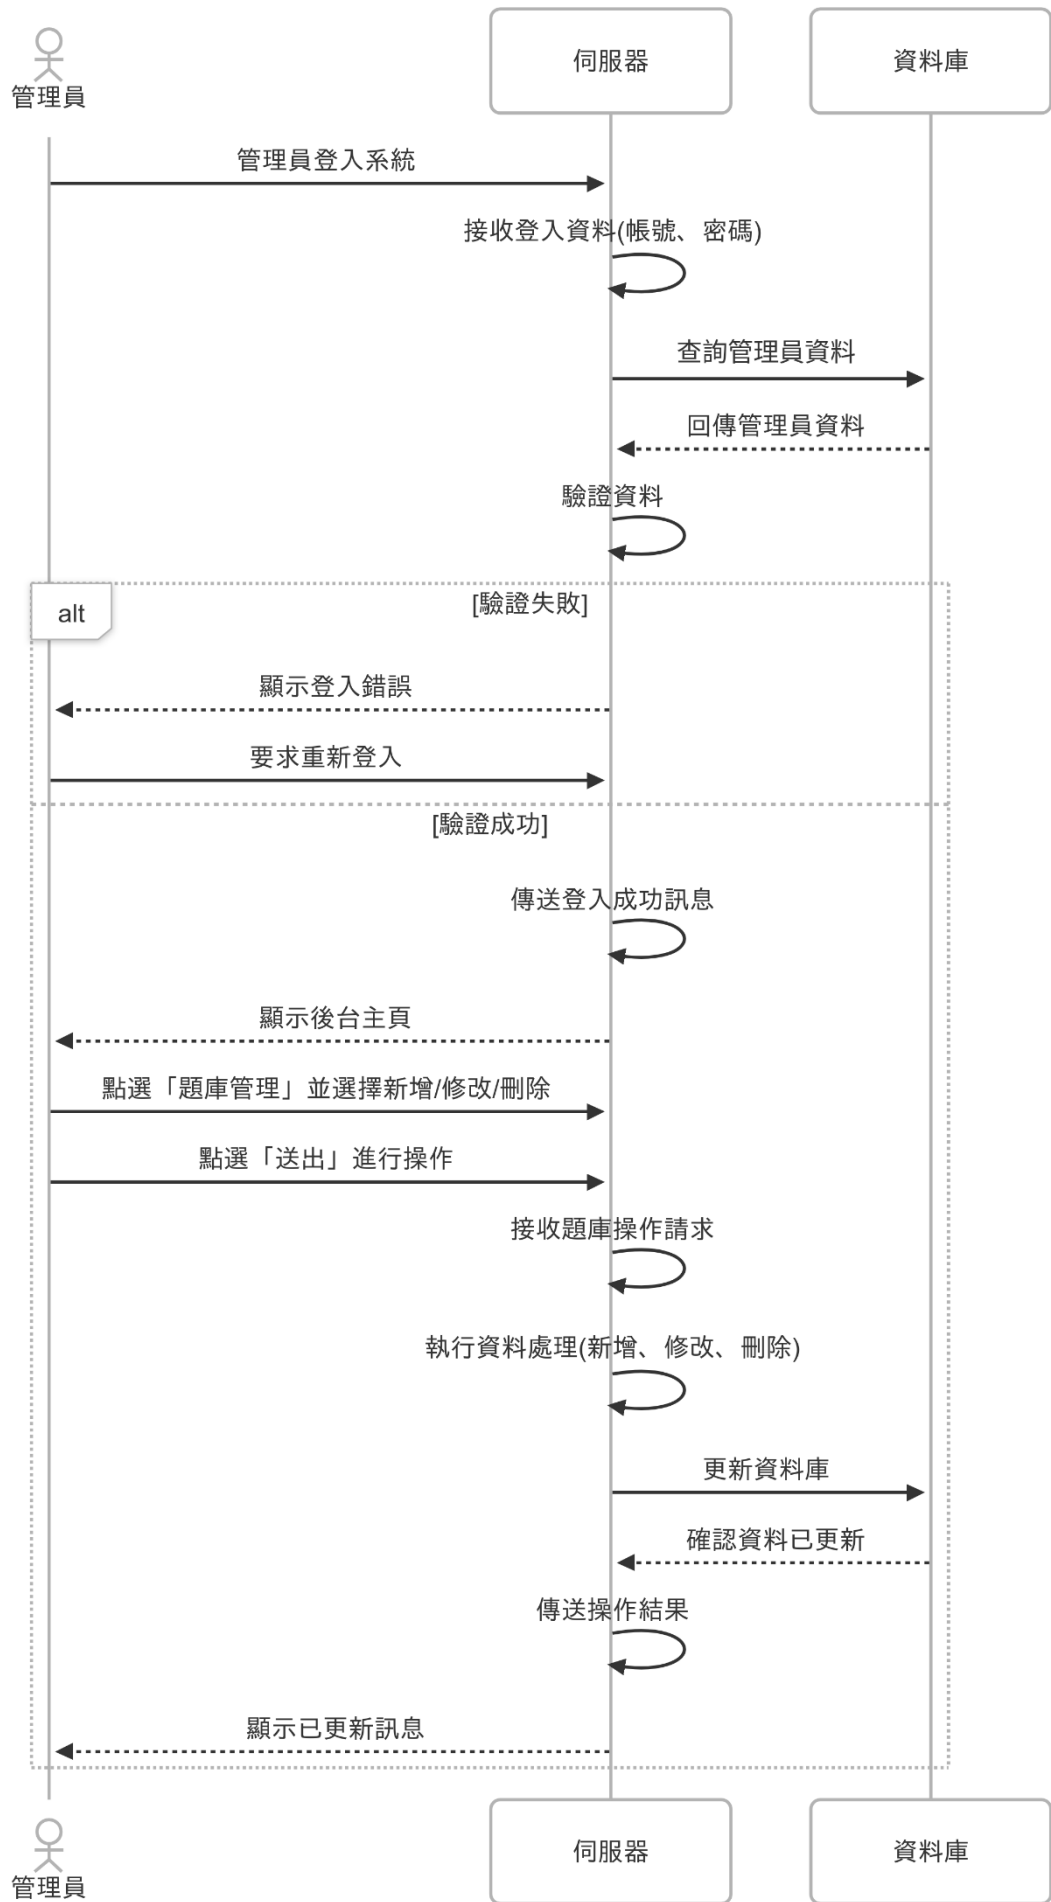 管理員
伺服器
資料庫
管理員登入系統
接收登入資料(帳號、密碼)
查詢管理員資料
回傳管理員資料
驗證資料
alt
[驗證失敗]
顯示登入錯誤
要求重新登入
[驗證成功]
傳送登入成功訊息
顯示後台主頁
點選「題庫管理」並選擇新增/修改/刪除
點選「送出」進行操作
接收題庫操作請求
執行資料處理(新增、修改、刪除)
更新資料庫
確認資料已更新
傳送操作結果
顯示已更新訊息
管理員
伺服器
資料庫